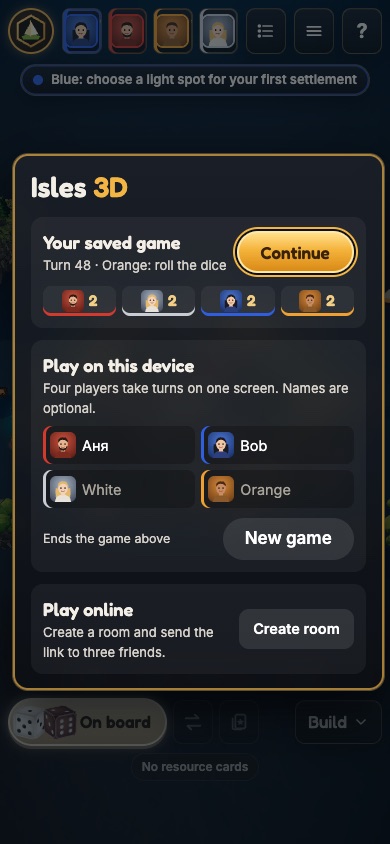 ?
Blue: choose a light spot for your first settlement
Isles 3D
Your saved game
Turn 48 · Orange: roll the dice
Continue
2 2 2 2
Play on this device
Four players take turns on one screen. Names are
optional.
Аня Bob
White Orange
Ends the game above
New game
Play online
Create a room and send the
link to three friends.
Create room
On board
Build
No resource cards